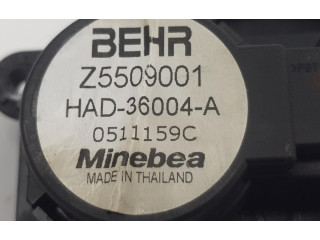 BEHR
Z5509001
HAD-36004-A
0511159C
Minebea
MADE IN THAILAND